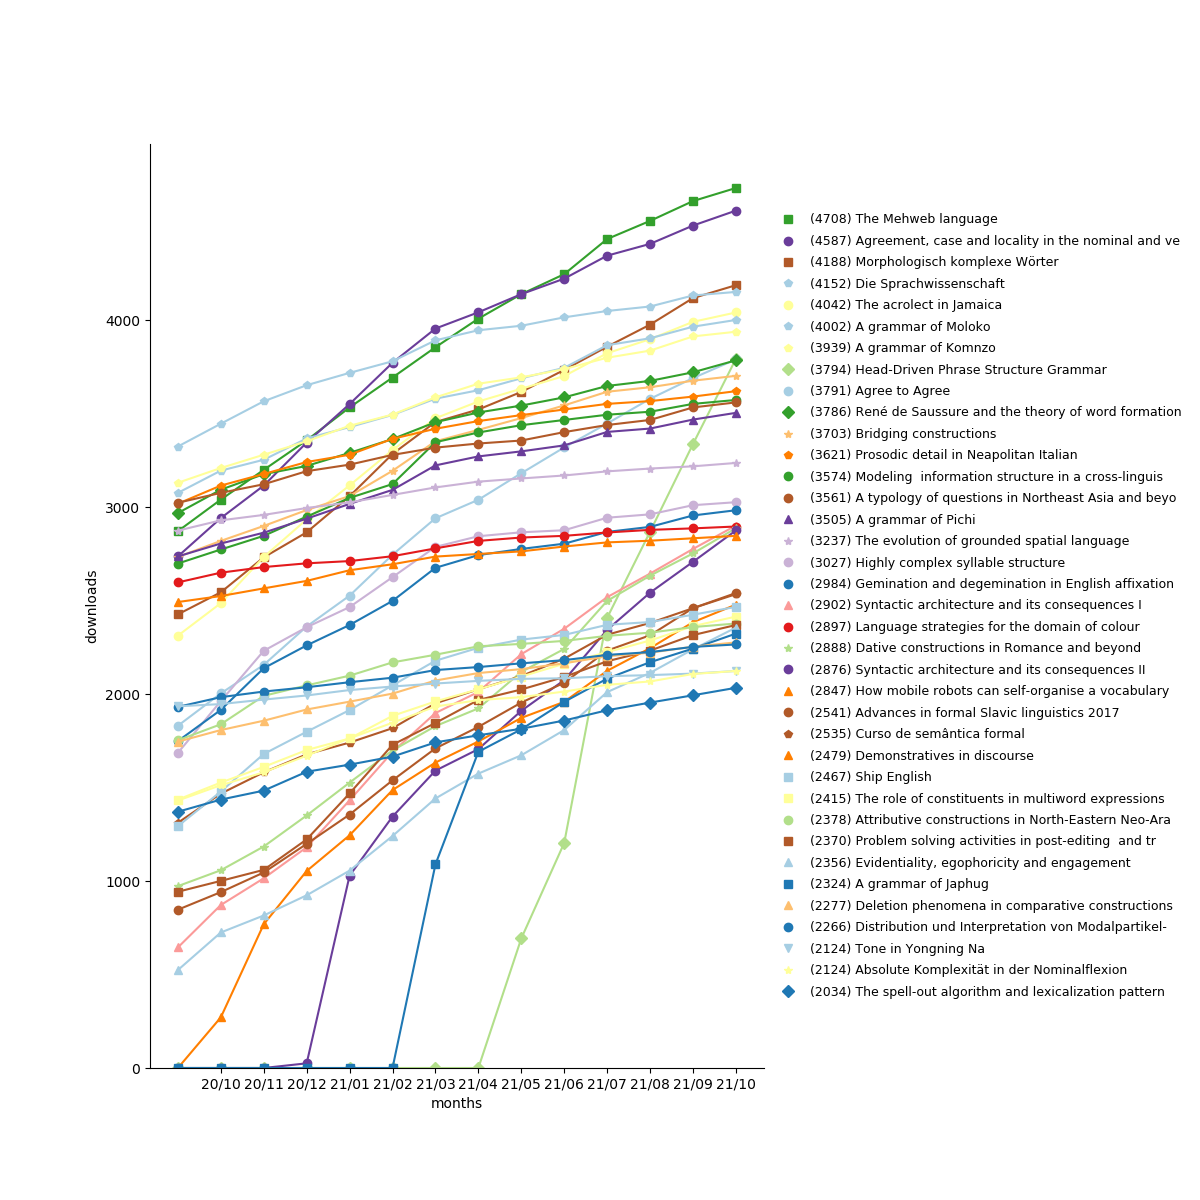 4000
3000
2000
1000
0
downloads
20/10 20/11 20/12 21/01 21/02 21/03 21/04 21/05 21/06 21/07 21/08 21/09 21/10
months
(4708) The Mehweb language
(4587) Agreement, case and locality in the nominal and ve
(4188) Morphologisch komplexe Wörter
(4152) Die Sprachwissenschaft
(4042) The acrolect in Jamaica
(4002) A grammar of Moloko
(3939) A grammar of Komnzo
(3794) Head-Driven Phrase Structure Grammar
(3791) Agree to Agree
(3786) René de Saussure and the theory of word formation
(3703) Bridging constructions
(3621) Prosodic detail in Neapolitan Italian
(3574) Modeling  information structure in a cross-linguis
(3561) A typology of questions in Northeast Asia and beyo
(3505) A grammar of Pichi
(3237) The evolution of grounded spatial language
(3027) Highly complex syllable structure
(2984) Gemination and degemination in English affixation
(2902) Syntactic architecture and its consequences I
(2897) Language strategies for the domain of colour
(2888) Dative constructions in Romance and beyond
(2876) Syntactic architecture and its consequences II
(2847) How mobile robots can self-organise a vocabulary
(2541) Advances in formal Slavic linguistics 2017
(2535) Curso de semântica formal
(2479) Demonstratives in discourse
(2467) Ship English
(2415) The role of constituents in multiword expressions
(2378) Attributive constructions in North-Eastern Neo-Ara
(2370) Problem solving activities in post-editing  and tr
(2356) Evidentiality, egophoricity and engagement
(2324) A grammar of Japhug
(2277) Deletion phenomena in comparative constructions
(2266) Distribution und Interpretation von Modalpartikel-
(2124) Tone in Yongning Na
(2124) Absolute Komplexität in der Nominalflexion
(2034) The spell-out algorithm and lexicalization pattern